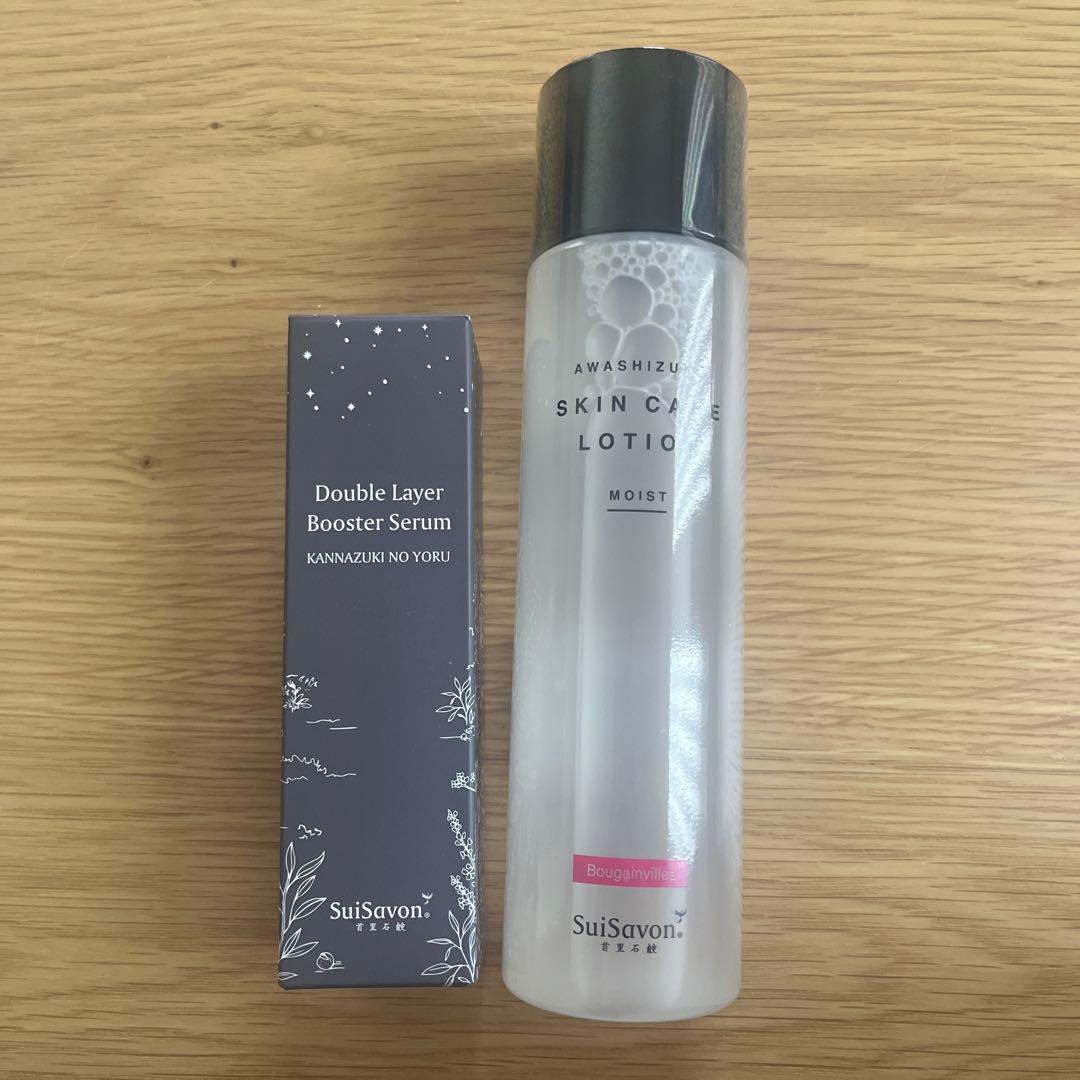 Double Layer
Booster Serum
KANNAZUKI NO YORU
SuiSavon®
首里石鹸
AWASHIZU
SKIN CARE
LOTIO
MOIST
Bougainvillea
SuiSavon®
首里石鹸